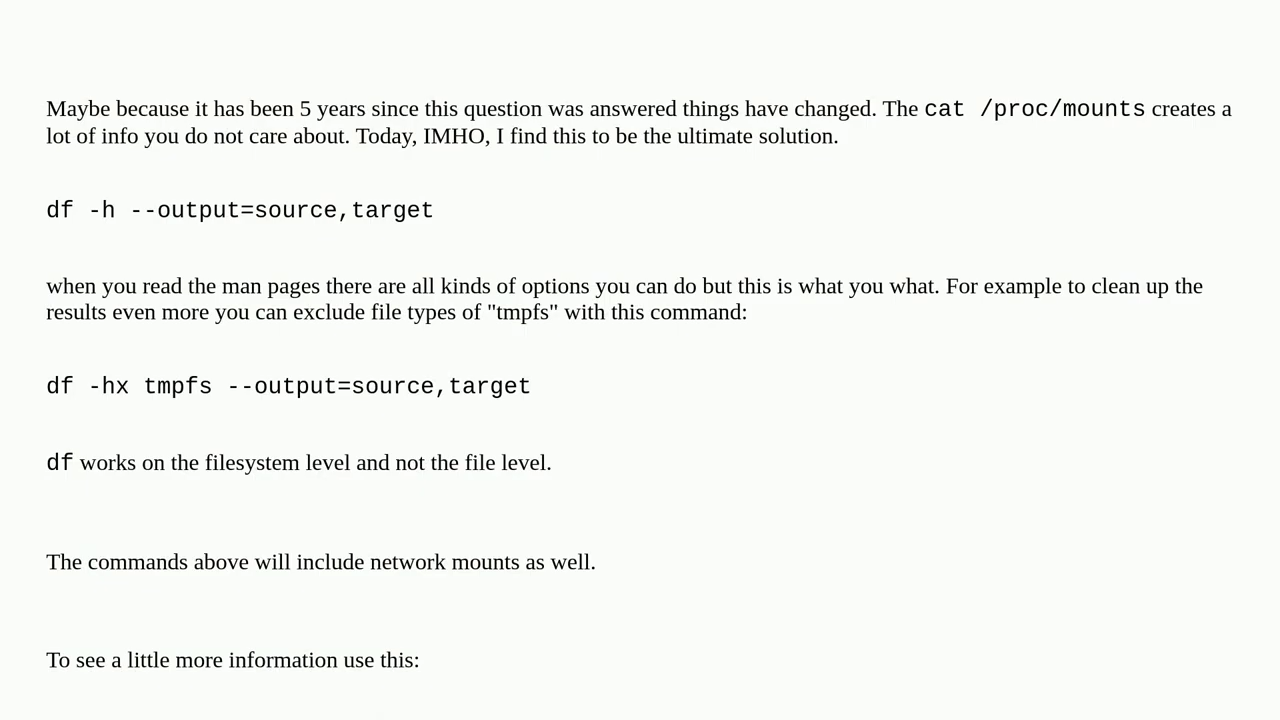 Maybe because it has been 5 years since this question was answered things have changed. The cat /proc/mounts creates a
lot of info you do not care about. Today, IMHO, I find this to be the ultimate solution.
df -h --output=source,target
when you read the man pages there are all kinds of options you can do but this is what you what. For example to clean up the
results even more you can exclude file types of "tmpfs" with this command:
df -hx tmpfs --output=source,target
df works on the filesystem level and not the file level.
The commands above will include network mounts as well.
To see a little more information use this: